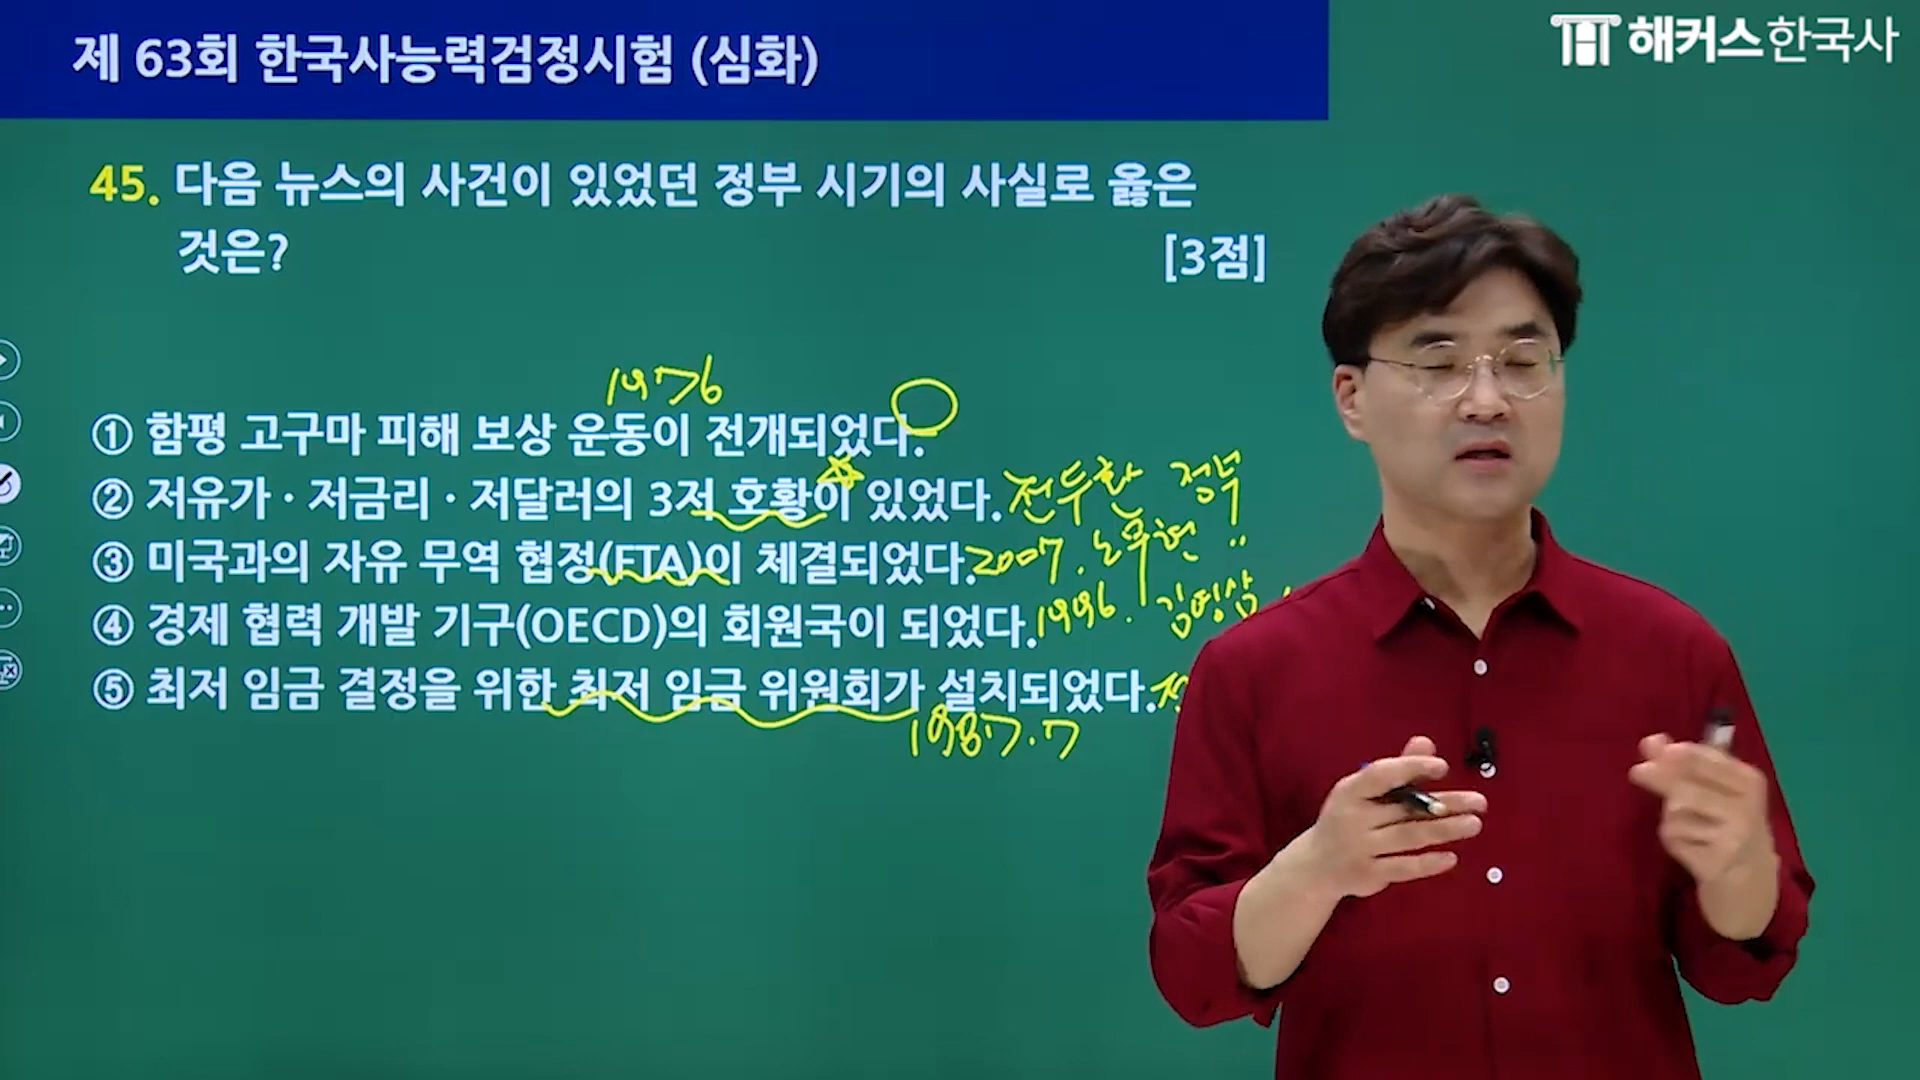 제 63회 한국사능력검정시험 (심화)
해커스한국사
45. 다음 뉴스의 사건이 있었던 정부 시기의 사실로 옳은
것은? [3점]
1976
① 함평 고구마 피해 보상 운동이 전개되었다.
② 저유가·저금리·저달러의 3저 호황이 있었다. 전두환 정부
③ 미국과의 자유 무역 협정(FTA)이 체결되었다. 2007. 노무현 〃
④ 경제 협력 개발 기구(OECD)의 회원국이 되었다. 1996. 김영삼
⑤ 최저 임금 결정을 위한 최저 임금 위원회가 설치되었다.
1987.7